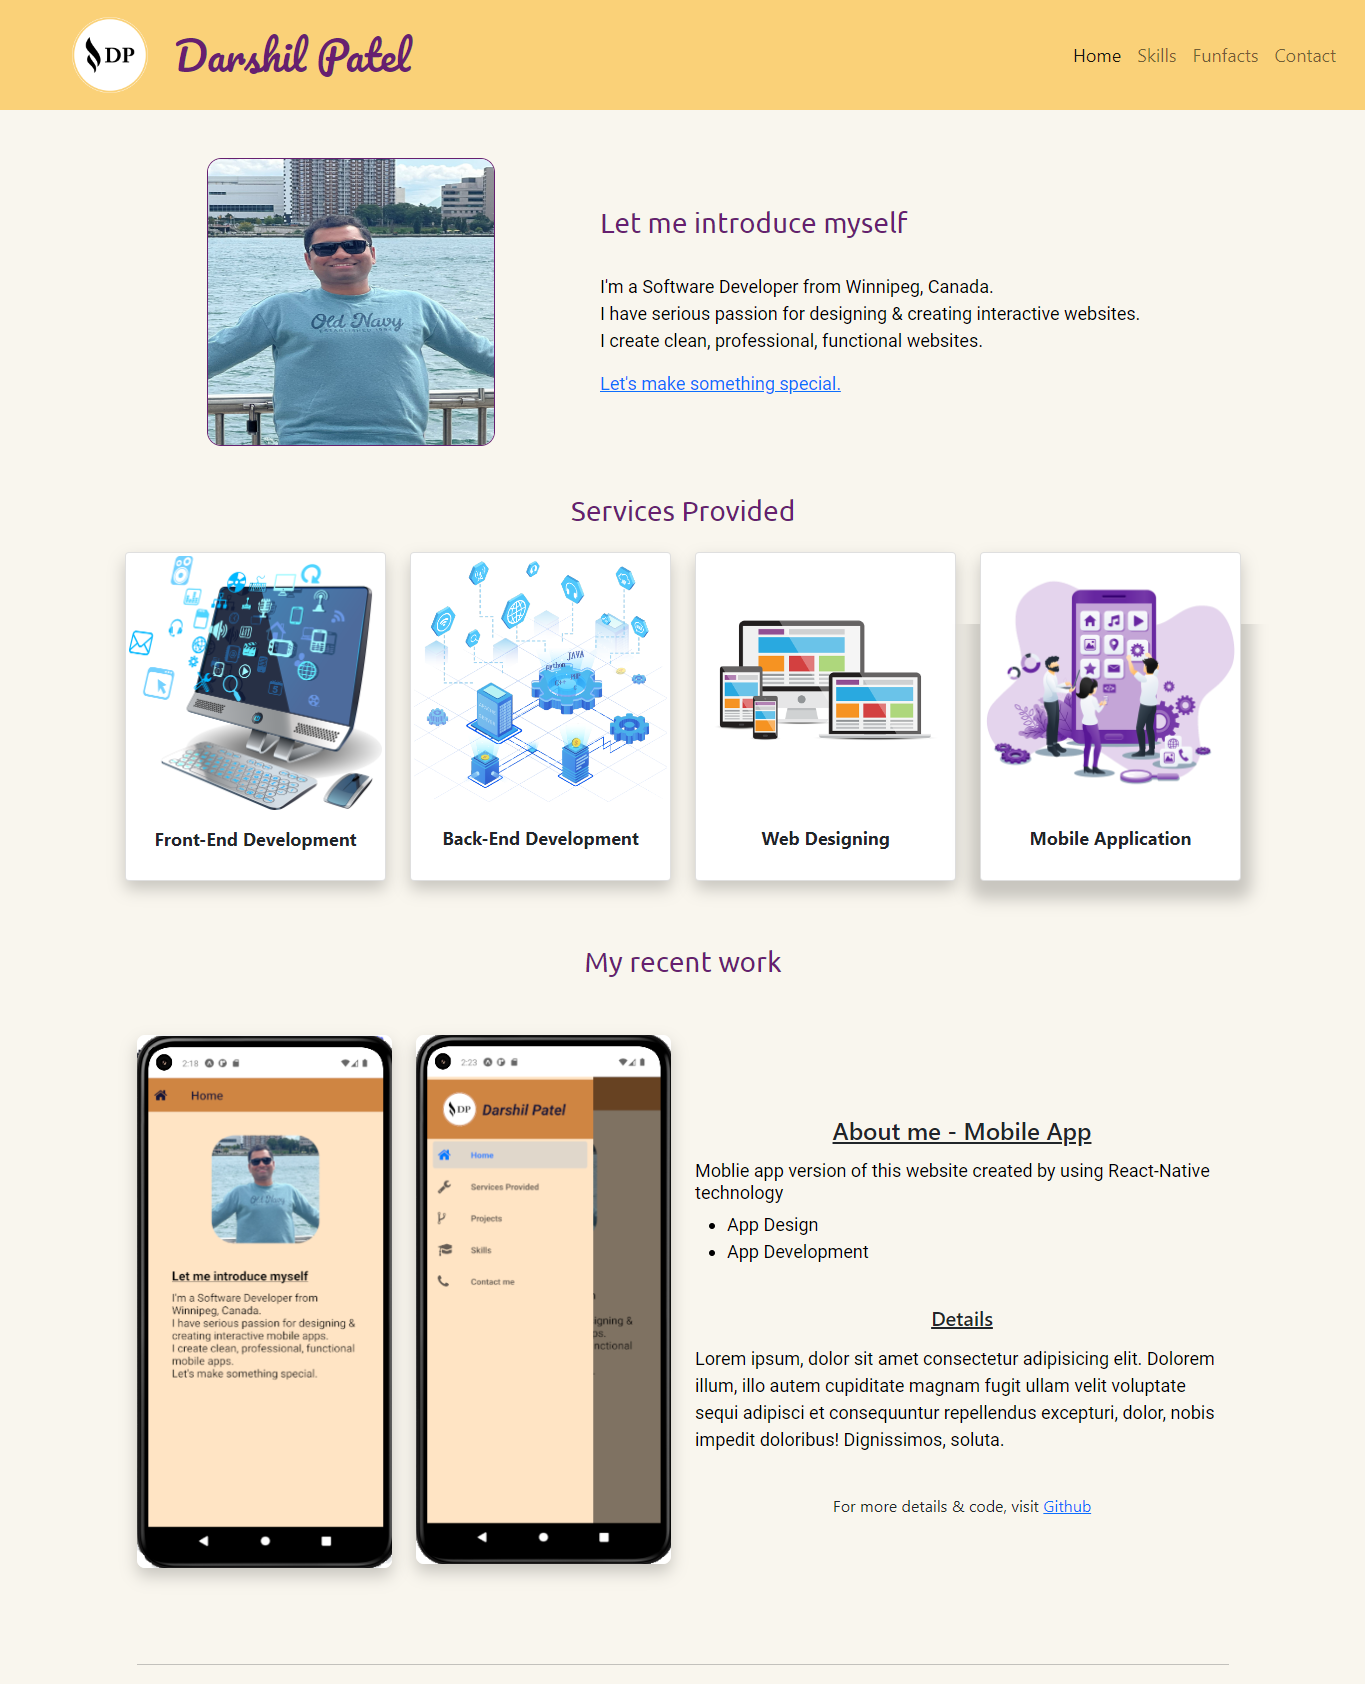 DP
Darshil Patel
Home Skills Funfacts Contact
Old Navy
Let me introduce myself
I'm a Software Developer from Winnipeg, Canada.
I have serious passion for designing & creating interactive websites.
I create clean, professional, functional websites.
Let's make something special.
Services Provided
JAVA
python
Front-End Development
Back-End Development
Web Designing
Mobile Application
My recent work
2:18
Home
Let me introduce myself
I'm a Software Developer from
Winnipeg, Canada.
I have serious passion for designing &
creating interactive mobile apps.
I create clean, professional, functional
mobile apps.
Let's make something special.
2:23
DP
Darshil Patel
Home
Services Provided
Projects
Skills
Contact me
igning &
ps.
nctional
About me - Mobile App
Moblie app version of this website created by using React-Native
technology
App Design
App Development
Details
Lorem ipsum, dolor sit amet consectetur adipisicing elit. Dolorem
illum, illo autem cupiditate magnam fugit ullam velit voluptate
sequi adipisci et consequuntur repellendus excepturi, dolor, nobis
impedit doloribus! Dignissimos, soluta.
For more details & code, visit Github